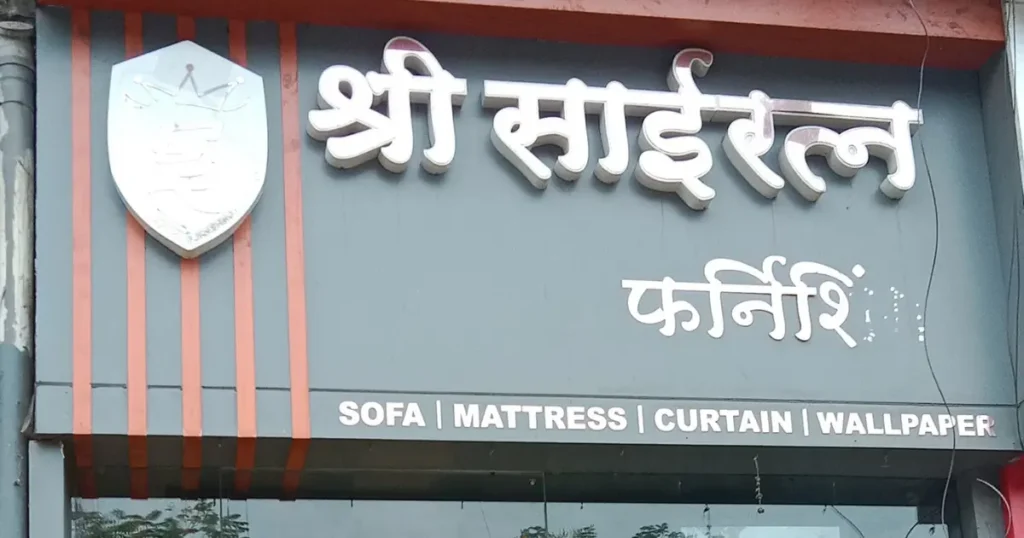 श्री साईरत्न
फर्निशिं
SOFA | MATTRESS | CURTAIN | WALLPAPER